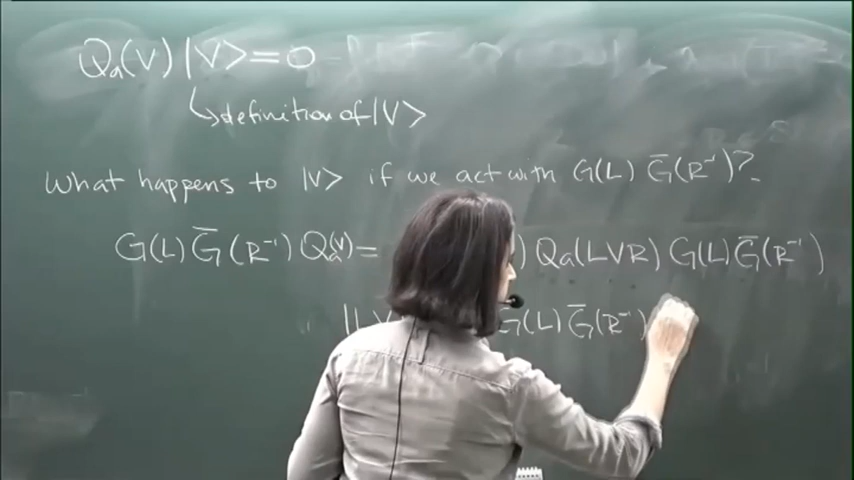 Qa(V) |V> = 0
↳ definition of |V>
What happens to |V> if we act with G(L) G̅(R⁻¹)?
G(L) G̅(R⁻¹) Qa(V) = ) Qa(LVR) G(L) G̅(R⁻¹)
G(L) G̅(R⁻¹)